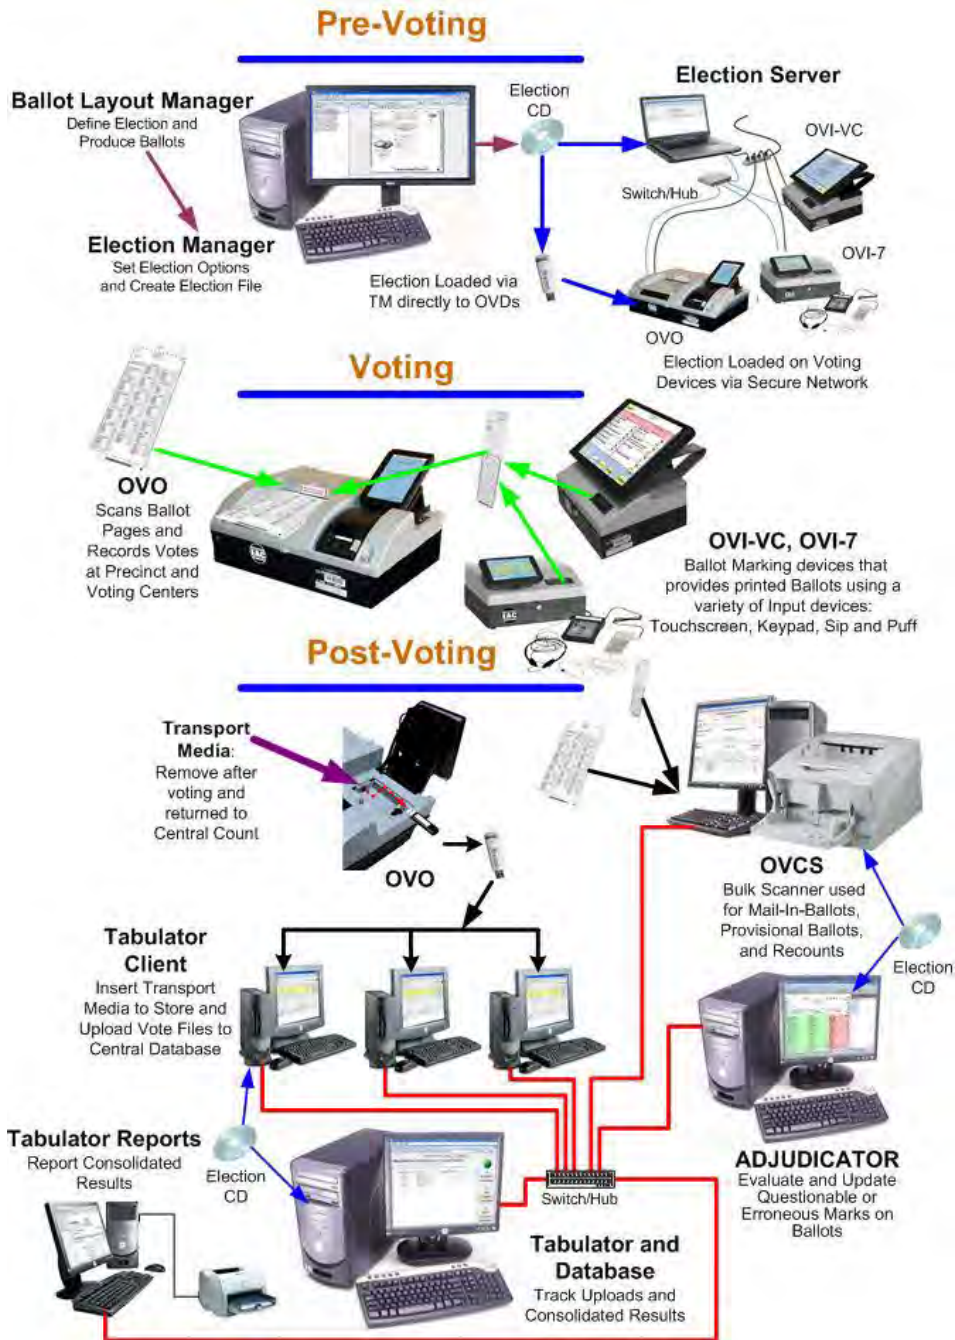 Pre-Voting
Ballot Layout Manager
Define Election and
Produce Ballots
Election
CD
Election Server
OVI-VC
Switch/Hub
OVI-7
Election Manager
Set Election Options
and Create Election File
Election Loaded via
TM directly to OVDs
OVO
Election Loaded on Voting
Devices via Secure Network
Voting
OVO
Scans Ballot
Pages and
Records Votes
at Precinct and
Voting Centers
EAC
EAC
OVI-VC, OVI-7
Ballot Marking devices that
provides printed Ballots using a
variety of Input devices:
Touchscreen, Keypad, Sip and Puff
Post-Voting
Transport
Media:
Remove after
voting and
returned to
Central Count
OVO
OVCS
Bulk Scanner used
for Mail-In-Ballots,
Provisional Ballots,
and Recounts
Election
CD
Tabulator
Client
Insert Transport
Media to Store and
Upload Vote Files to
Central Database
Tabulator Reports
Report Consolidated
Results
Election
CD
Switch/Hub
ADJUDICATOR
Evaluate and Update
Questionable or
Erroneous Marks on
Ballots
Tabulator and
Database
Track Uploads and
Consolidated Results